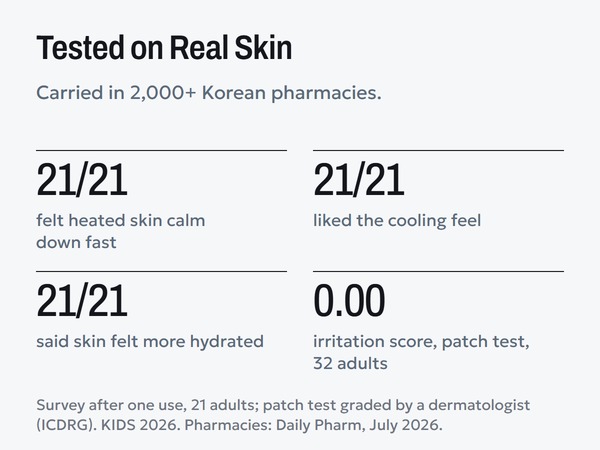 Tested on Real Skin
Carried in 2,000+ Korean pharmacies.
21/21
felt heated skin calm
down fast
21/21
liked the cooling feel
21/21
said skin felt more hydrated
0.00
irritation score, patch test,
32 adults
Survey after one use, 21 adults; patch test graded by a dermatologist
(ICDRG). KIDS 2026. Pharmacies: Daily Pharm, July 2026.